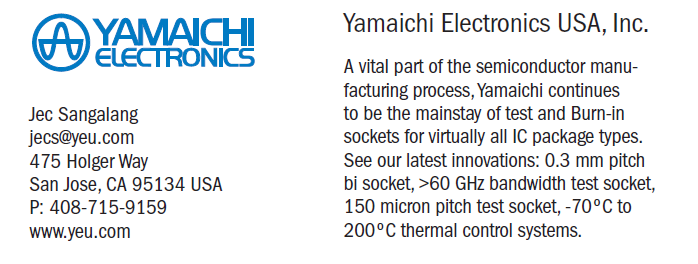 YAMAICHI
ELECTRONICS
Jec Sangalang
jecs@yeu.com
475 Holger Way
San Jose, CA 95134 USA
P: 408-715-9159
www.yeu.com
Yamaichi Electronics USA, Inc.
A vital part of the semiconductor manu-
facturing process, Yamaichi continues
to be the mainstay of test and Burn-in
sockets for virtually all IC package types.
See our latest innovations: 0.3 mm pitch
bi socket, >60 GHz bandwidth test socket,
150 micron pitch test socket, -70ºC to
200ºC thermal control systems.